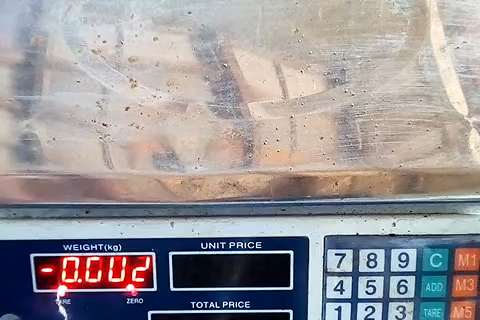 WEIGHT(kg)
UNIT PRICE
-0.002
TARE
ZERO
TOTAL PRICE
7 8 9 C M1
4 5 6 ADD M3
1 2 3 TARE M5